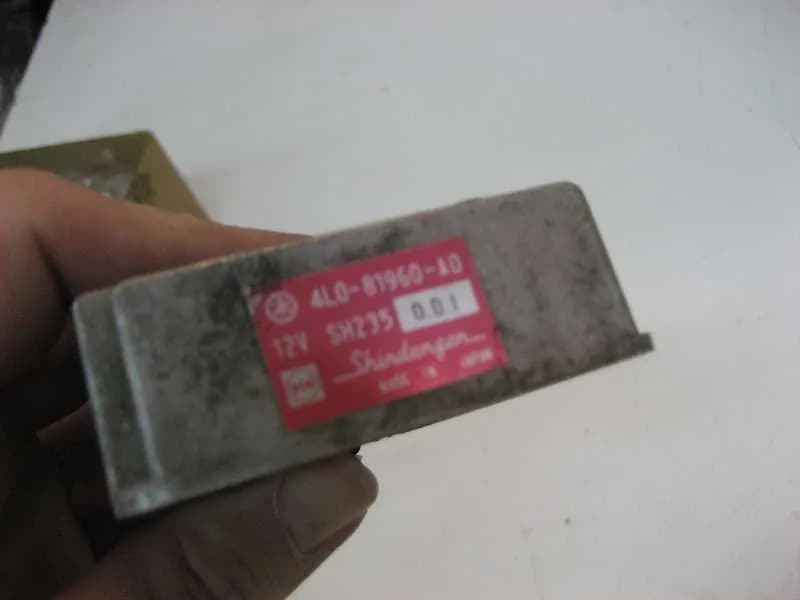 4L0-81960-A0
12V SH235 0.01
Shindengen
MADE IN JAPAN